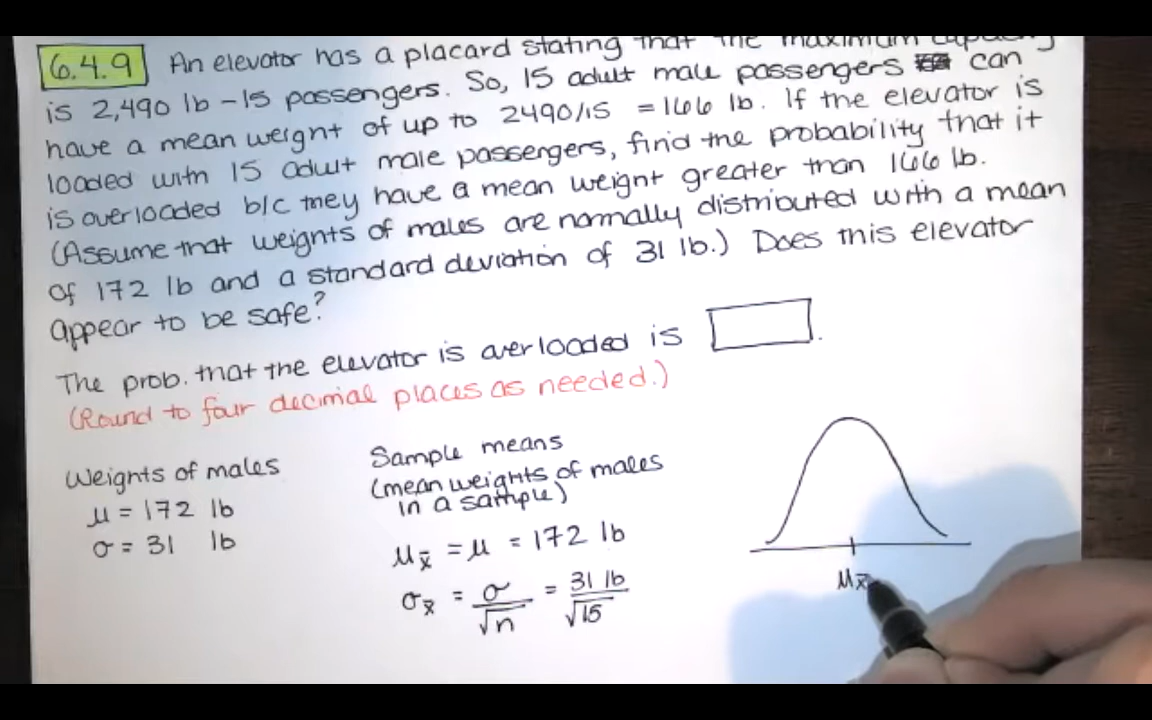 6.4.9 An elevator has a placard stating that the maximum capacity
is 2,490 lb - 15 passengers. So, 15 adult male passengers can
have a mean weight of up to 2490/15 = 166 lb. If the elevator is
loaded with 15 adult male passengers, find the probability that it
is overloaded b/c they have a mean weight greater than 166 lb.
(Assume that weights of males are normally distributed with a mean
of 172 lb and a standard deviation of 31 lb.) Does this elevator
appear to be safe?
The prob. that the elevator is overloaded is .
(Round to four decimal places as needed.)
Weights of males
μ = 172 lb
σ = 31 lb
Sample means
(mean weights of males
in a sample)
μx̄ = μ = 172 lb
σx̄ = σ/√n = 31 lb/√15
μx̄